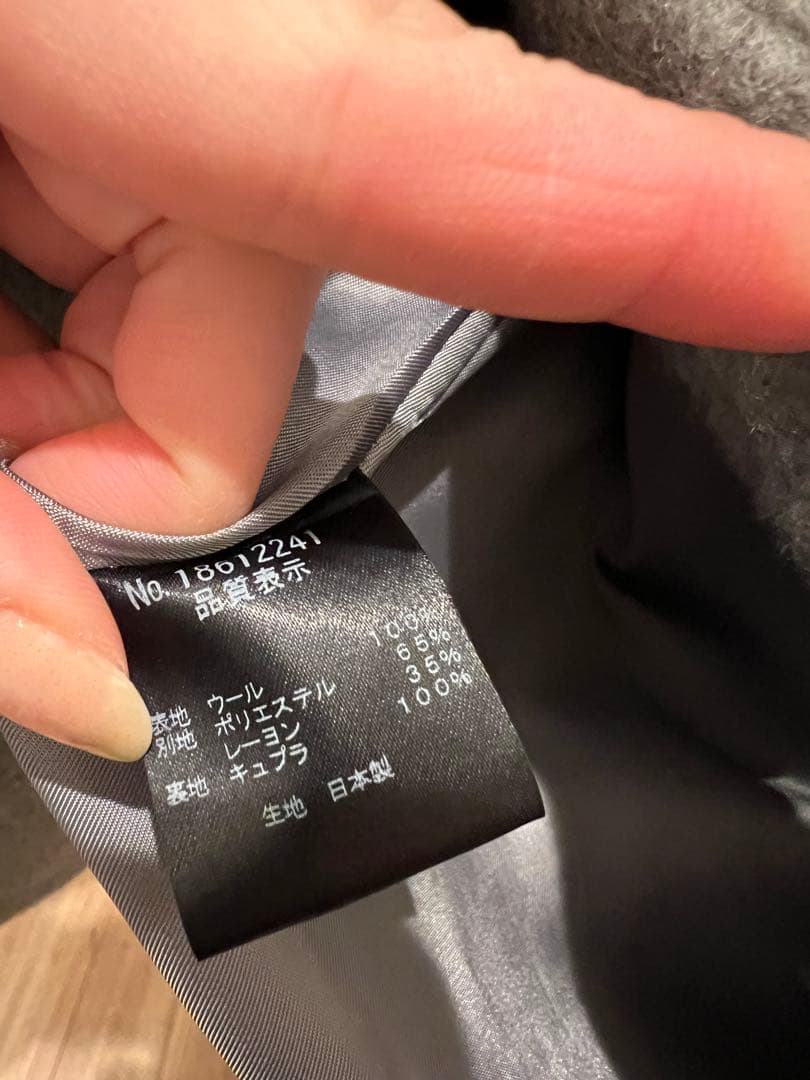 No 18612241
品質表示
表地 ウール 100%
別地 ポリエステル 65%
レーヨン 35%
裏地 キュプラ 100%
生地 日本製